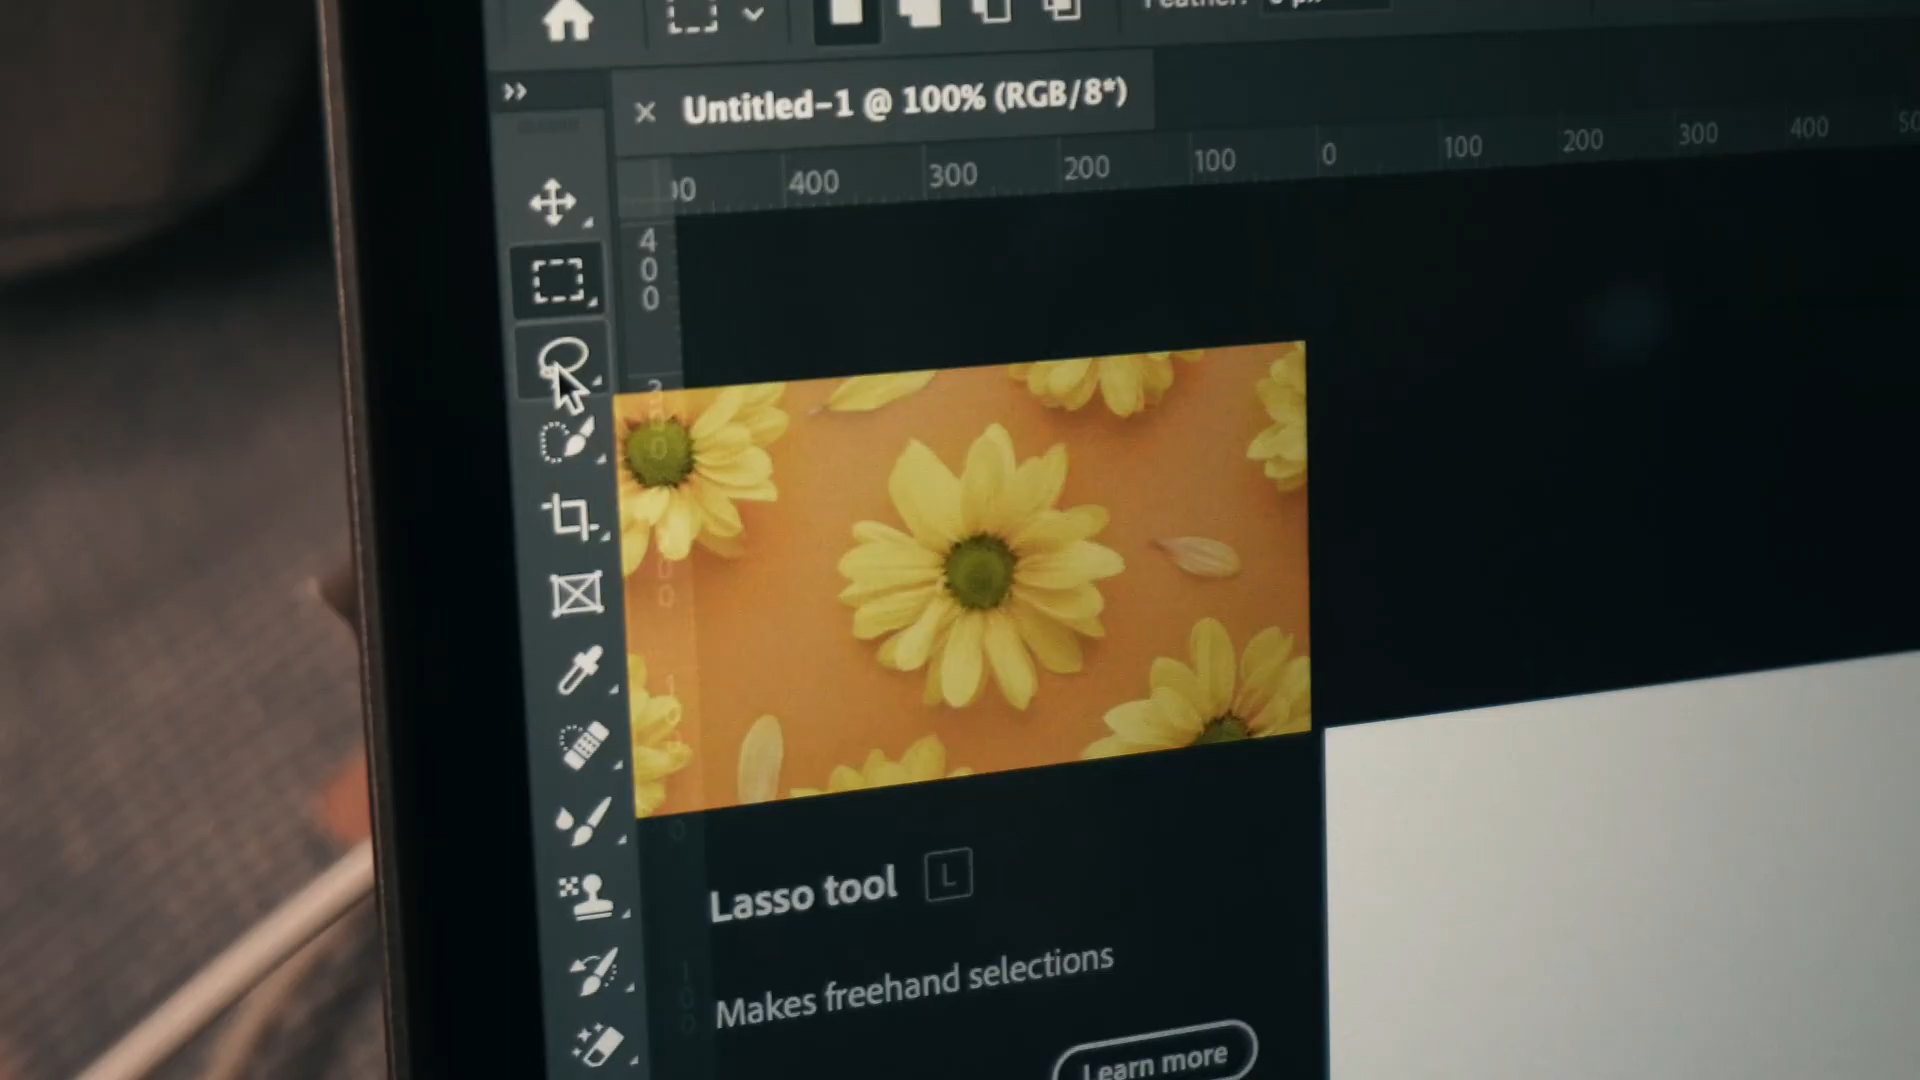 Untitled-1 @ 100% (RGB/8*)
400 300 200 100 0 100 200 300 400
400
Lasso tool L
Makes freehand selections
Learn more